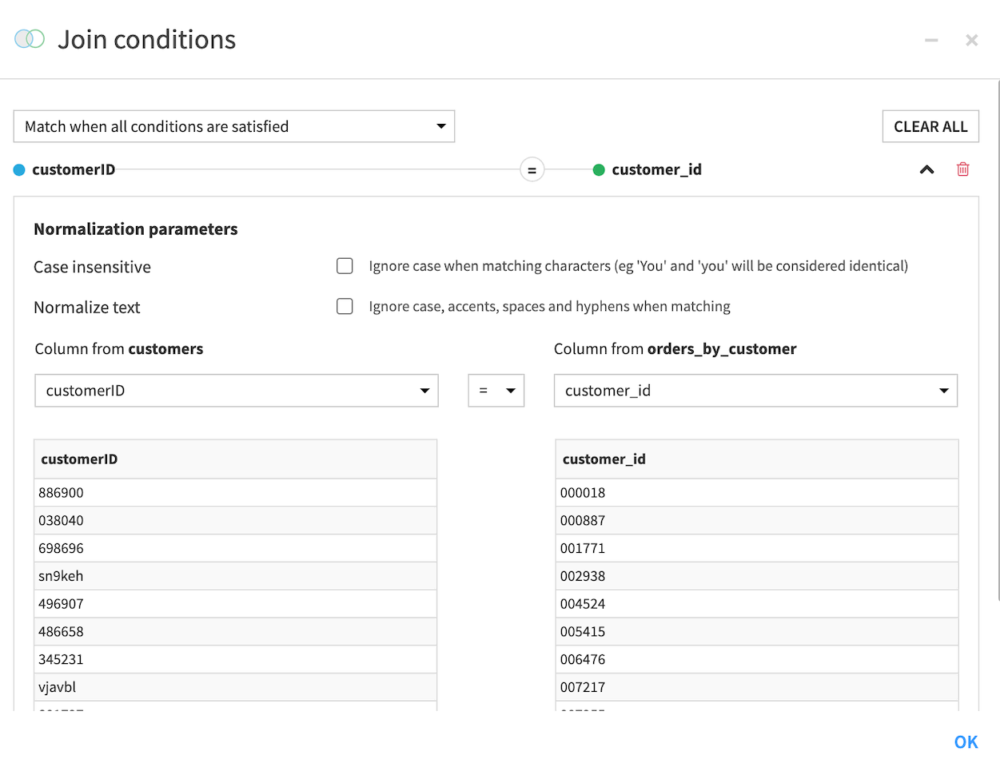 Join conditions
Match when all conditions are satisfied
CLEAR ALL
customerID = customer_id
Normalization parameters
Case insensitive Ignore case when matching characters (eg 'You' and 'you' will be considered identical)
Normalize text Ignore case, accents, spaces and hyphens when matching
Column from customers Column from orders_by_customer
customerID = customer_id
customerID customer_id
886900 000018
038040 000887
698696 001771
sn9keh 002938
496907 004524
486658 005415
345231 006476
vjavbl 007217
OK